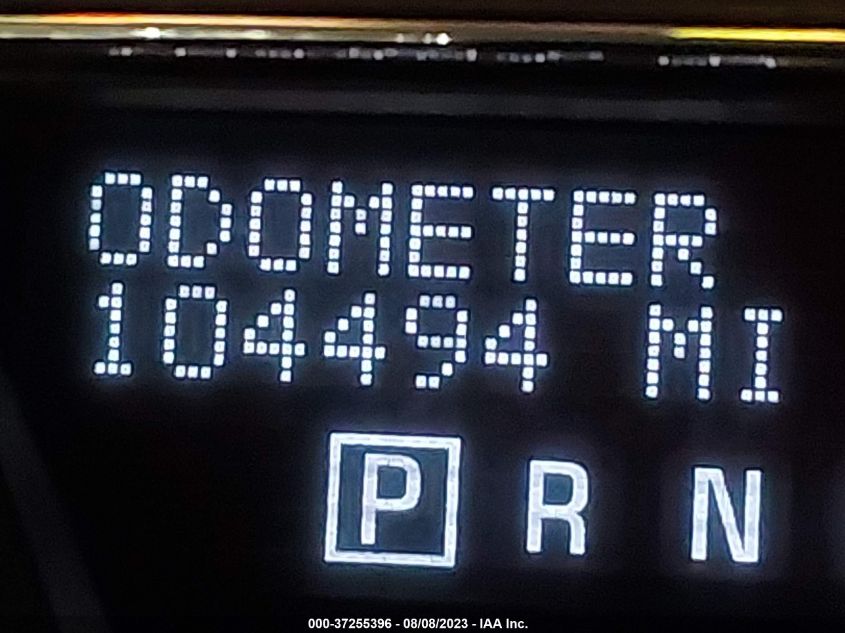 ODOMETER
104494 MI
P R N
000-37255396 - 08/08/2023 - IAA Inc.